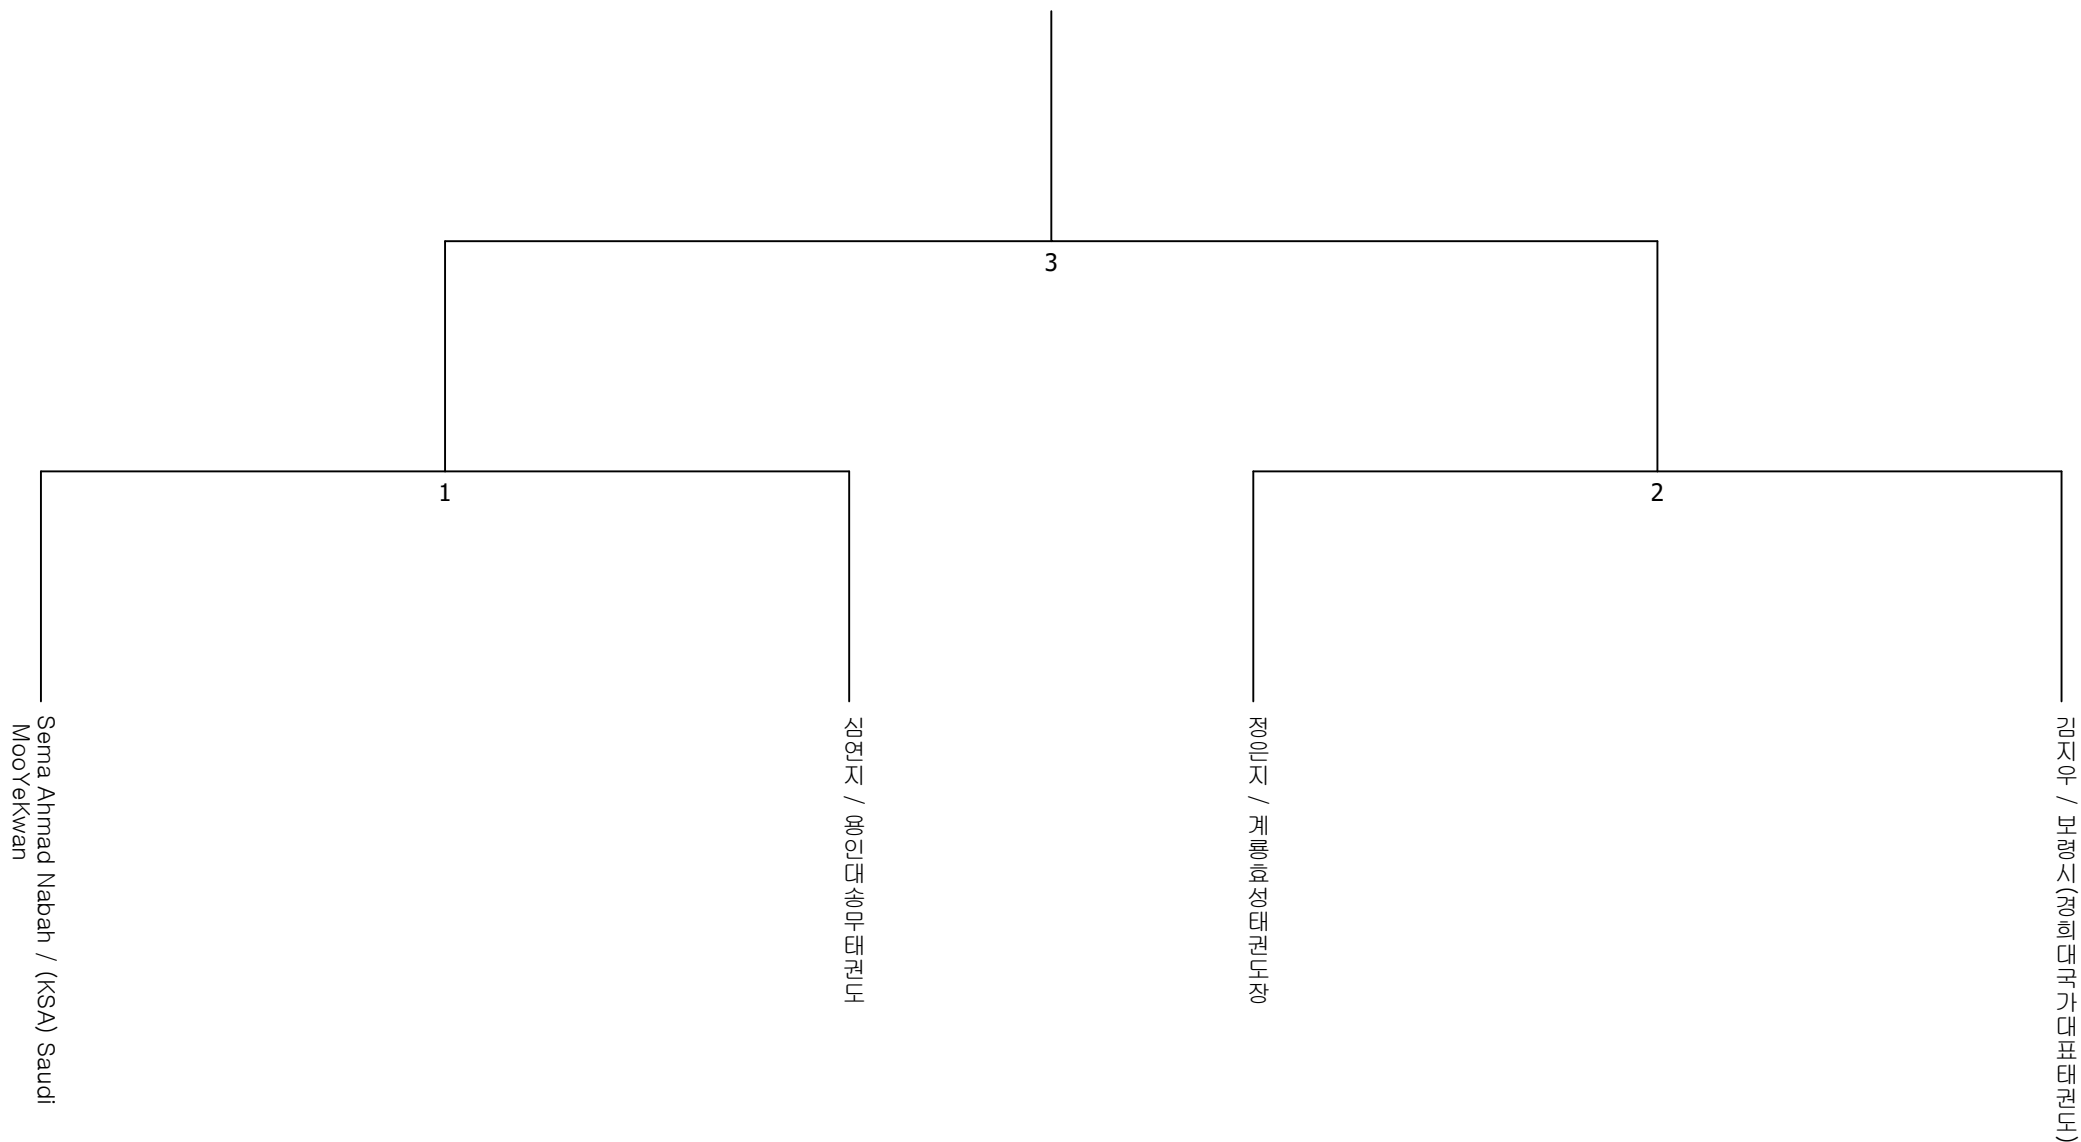 3
1
2
Sema Ahmad Nabah / (KSA) Saudi
MooYeKwan
심연지 / 용인대송무태권도
정은지 / 계룡효성태권도장
김지우 / 보령시(경희대국가대표태권도)